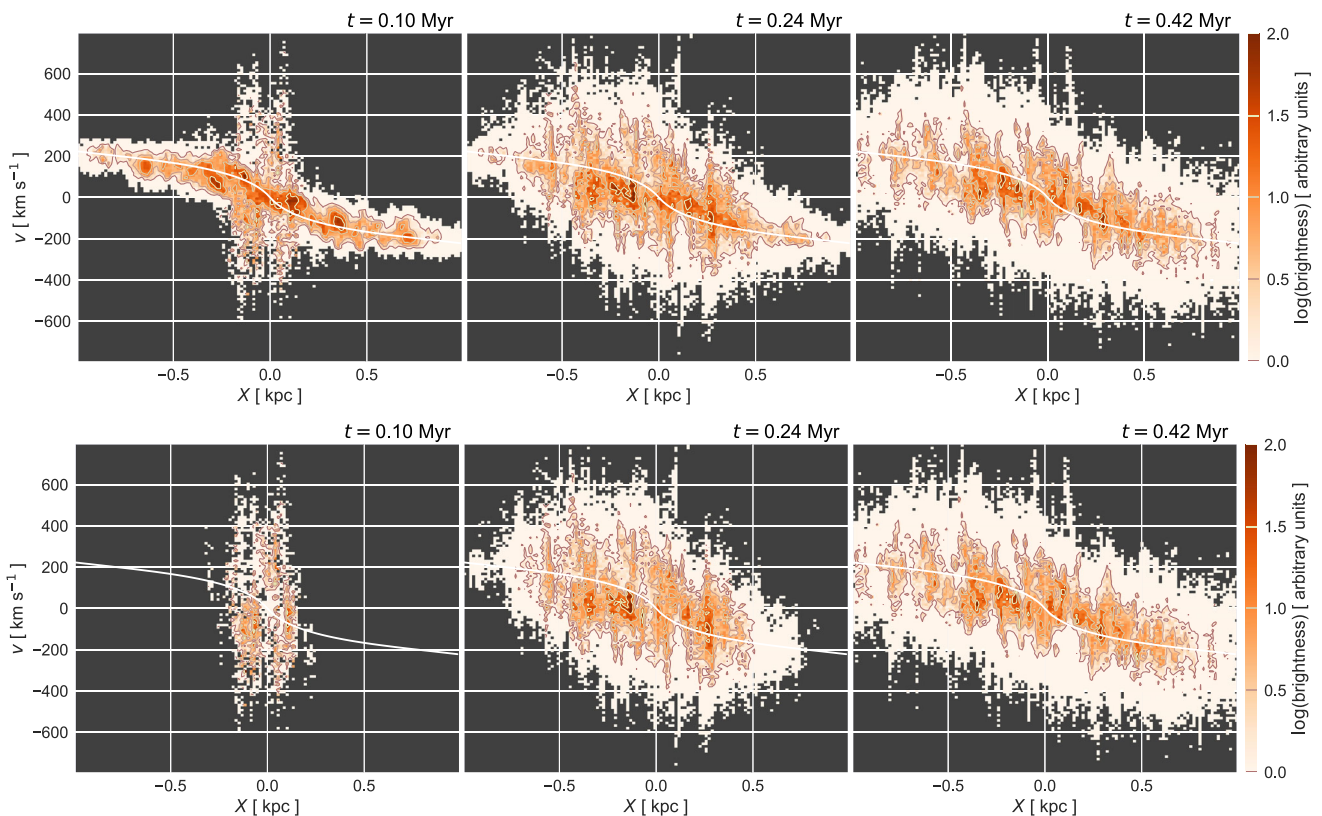 t = 0.10 Myr
t = 0.24 Myr
t = 0.42 Myr
600
400
200
0
−200
−400
−600
v [ km s⁻¹ ]
−0.5
0.0
0.5
−0.5
0.0
0.5
−0.5
0.0
0.5
X [ kpc ]
X [ kpc ]
X [ kpc ]
2.0
1.5
1.0
0.5
0.0
log(brightness) [ arbitrary units ]
t = 0.10 Myr
t = 0.24 Myr
t = 0.42 Myr
600
400
200
0
−200
−400
−600
v [ km s⁻¹ ]
−0.5
0.0
0.5
−0.5
0.0
0.5
−0.5
0.0
0.5
X [ kpc ]
X [ kpc ]
X [ kpc ]
2.0
1.5
1.0
0.5
0.0
log(brightness) [ arbitrary units ]